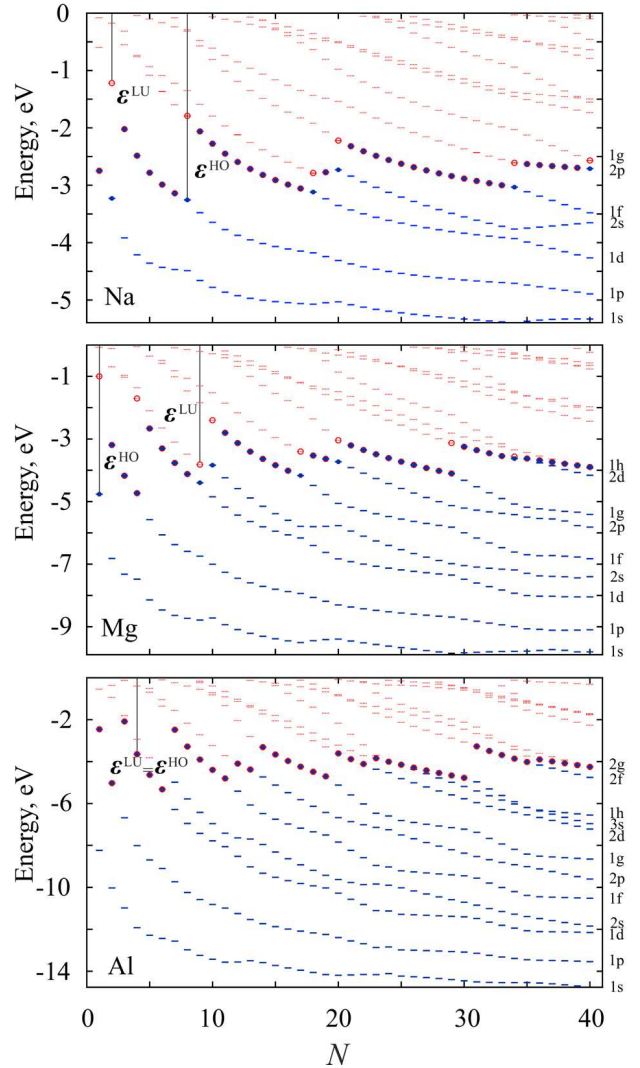 0
-1
-2
-3
-4
-5
Energy, eV
ε^LU
ε^HO
Na
1g
2p
1f
2s
1d
1p
1s
-1
-3
-5
-7
-9
Energy, eV
ε^LU
ε^HO
Mg
1h
2d
1g
2p
1f
2s
1d
1p
1s
-2
-6
-10
-14
Energy, eV
ε^LU=ε^HO
Al
2g
2f
1h
3s
2d
1g
2p
1f
2s
1d
1p
1s
0 10 20 30 40
N